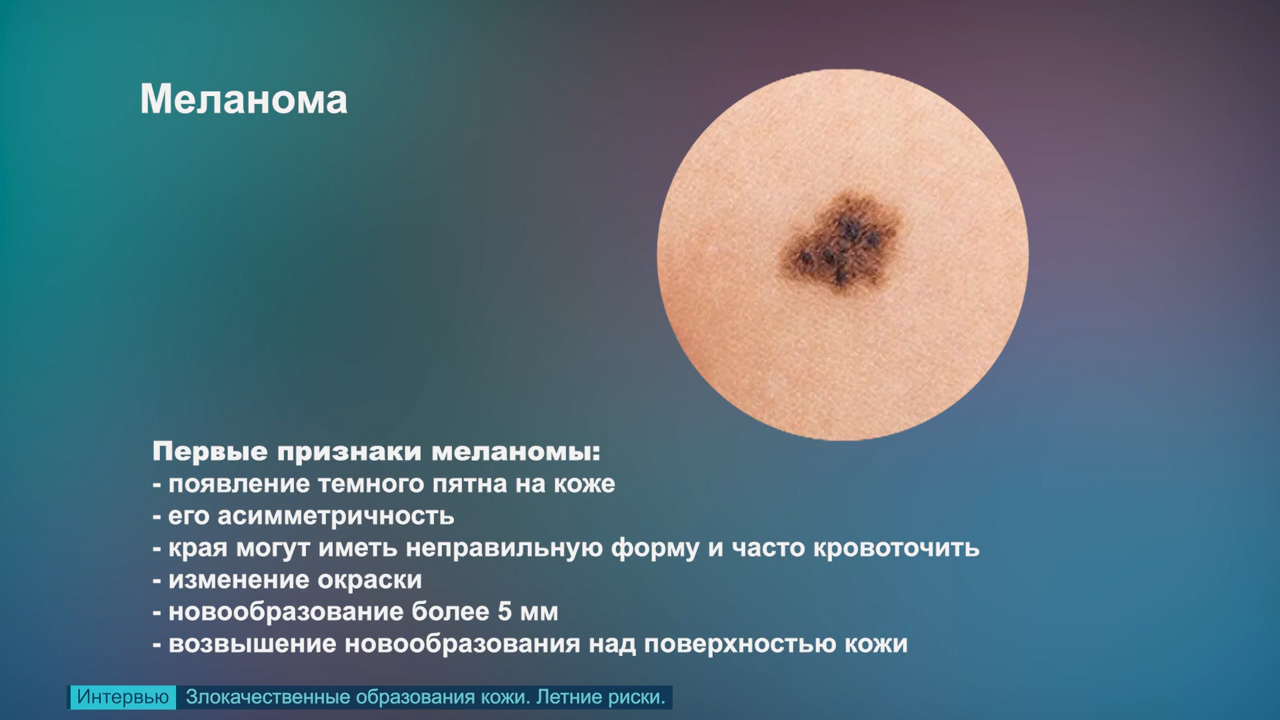 Меланома
Первые признаки меланомы:
- появление темного пятна на коже
- его асимметричность
- края могут иметь неправильную форму и часто кровоточить
- изменение окраски
- новообразование более 5 мм
- возвышение новообразования над поверхностью кожи
Интервью Злокачественные образования кожи. Летние риски.